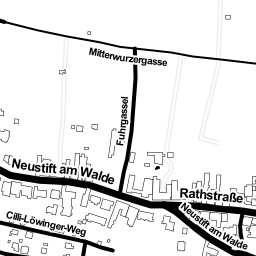 Mitterwurzergasse
Fuhrgassel
Neustift am Walde
Rathstraße
Neustift am Walde
Cilli-Löwinger-Weg